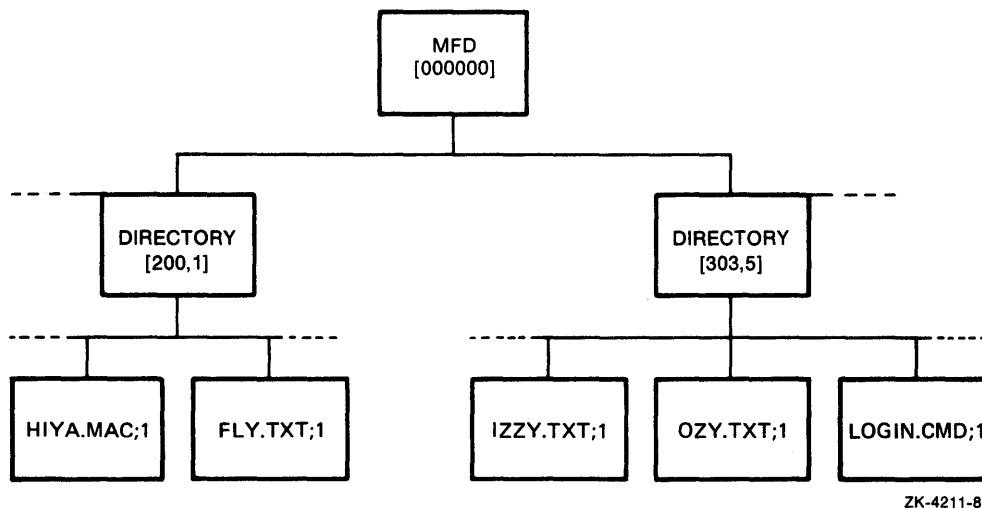 MFD
[000000]
DIRECTORY
[200,1]
DIRECTORY
[303,5]
HIYA.MAC;1
FLY.TXT;1
IZZY.TXT;1
OZY.TXT;1
LOGIN.CMD;1
ZK-4211-8